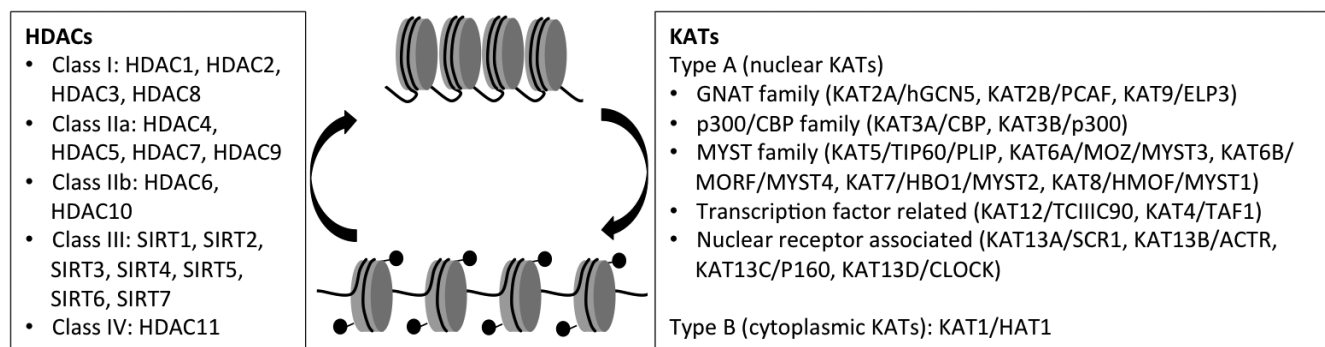 HDACs
• Class I: HDAC1, HDAC2,
HDAC3, HDAC8
• Class IIa: HDAC4,
HDAC5, HDAC7, HDAC9
• Class IIb: HDAC6,
HDAC10
• Class III: SIRT1, SIRT2,
SIRT3, SIRT4, SIRT5,
SIRT6, SIRT7
• Class IV: HDAC11
KATs
Type A (nuclear KATs)
• GNAT family (KAT2A/hGCN5, KAT2B/PCAF, KAT9/ELP3)
• p300/CBP family (KAT3A/CBP, KAT3B/p300)
• MYST family (KAT5/TIP60/PLIP, KAT6A/MOZ/MYST3, KAT6B/
MORF/MYST4, KAT7/HBO1/MYST2, KAT8/HMOF/MYST1)
• Transcription factor related (KAT12/TCIIIC90, KAT4/TAF1)
• Nuclear receptor associated (KAT13A/SCR1, KAT13B/ACTR,
KAT13C/P160, KAT13D/CLOCK)
Type B (cytoplasmic KATs): KAT1/HAT1